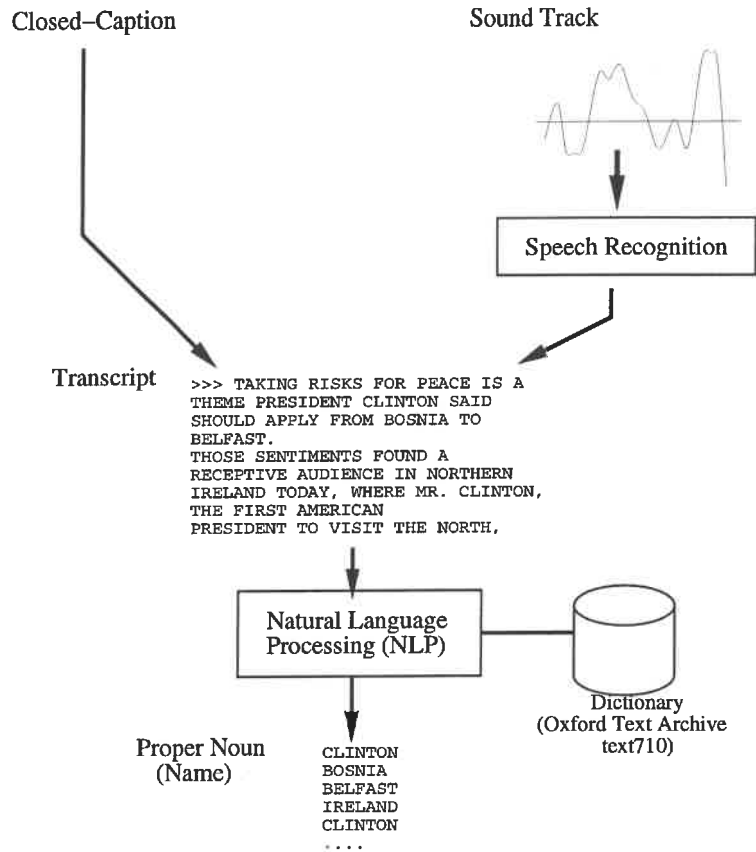 Closed–Caption
Sound Track
Speech Recognition
Transcript
>>> TAKING RISKS FOR PEACE IS A
THEME PRESIDENT CLINTON SAID
SHOULD APPLY FROM BOSNIA TO
BELFAST.
THOSE SENTIMENTS FOUND A
RECEPTIVE AUDIENCE IN NORTHERN
IRELAND TODAY, WHERE MR. CLINTON,
THE FIRST AMERICAN
PRESIDENT TO VISIT THE NORTH,
Natural Language
Processing (NLP)
Dictionary
(Oxford Text Archive
text710)
Proper Noun
(Name)
CLINTON
BOSNIA
BELFAST
IRELAND
CLINTON
....